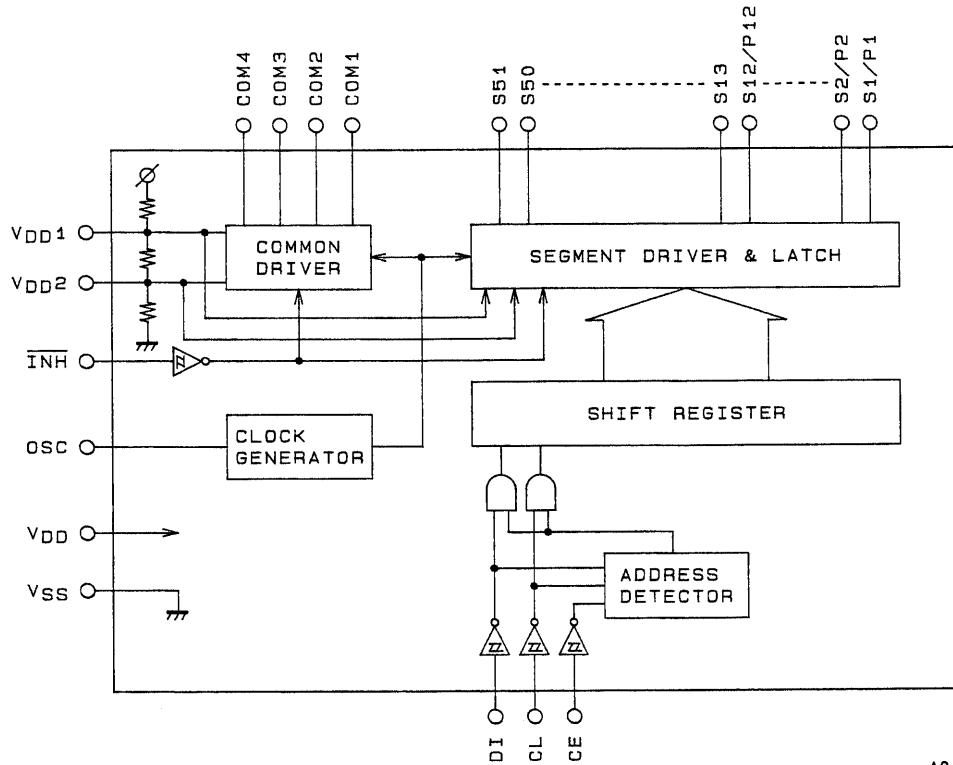 COM4
COM3
COM2
COM1
S51
S50
S13
S12/P12
S2/P2
S1/P1
VDD1
VDD2
INH
OSC
VDD
VSS
COMMON
DRIVER
SEGMENT DRIVER & LATCH
SHIFT REGISTER
CLOCK
GENERATOR
ADDRESS
DETECTOR
DI
CL
CE